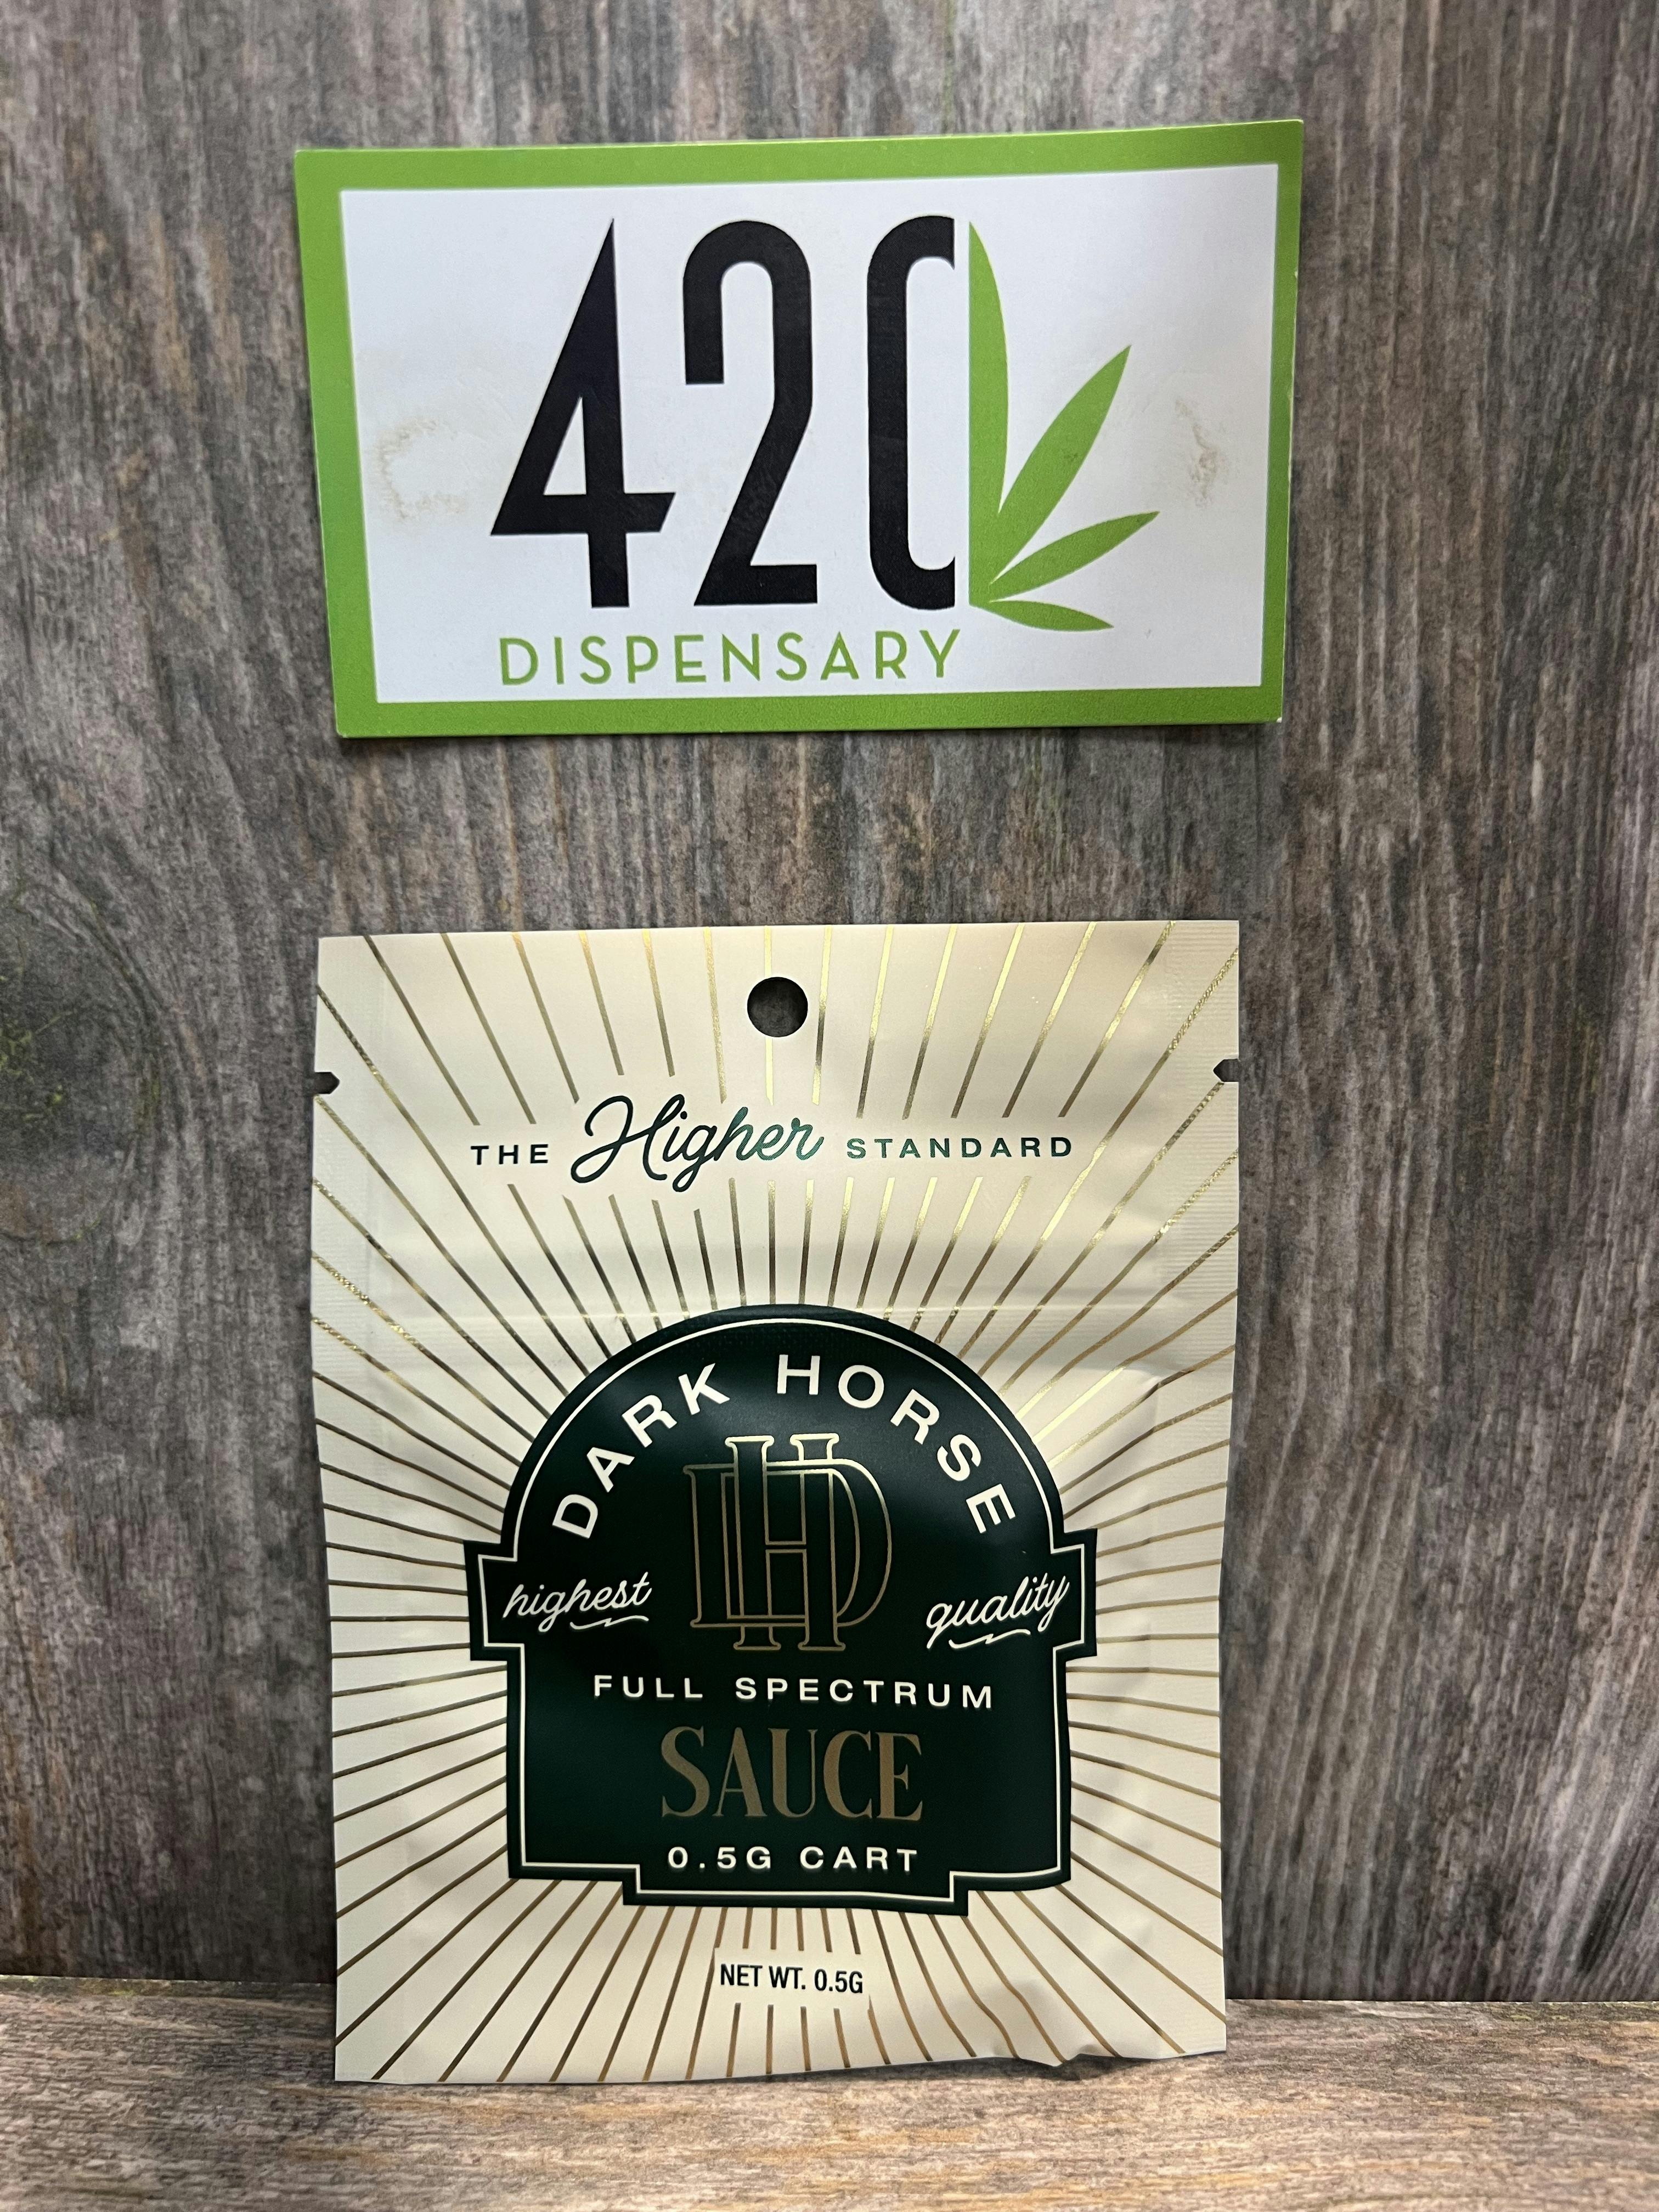 420
DISPENSARY
THE Higher STANDARD
DARK HORSE
DH
highest quality
FULL SPECTRUM
SAUCE
0.5G CART
NET WT. 0.5G